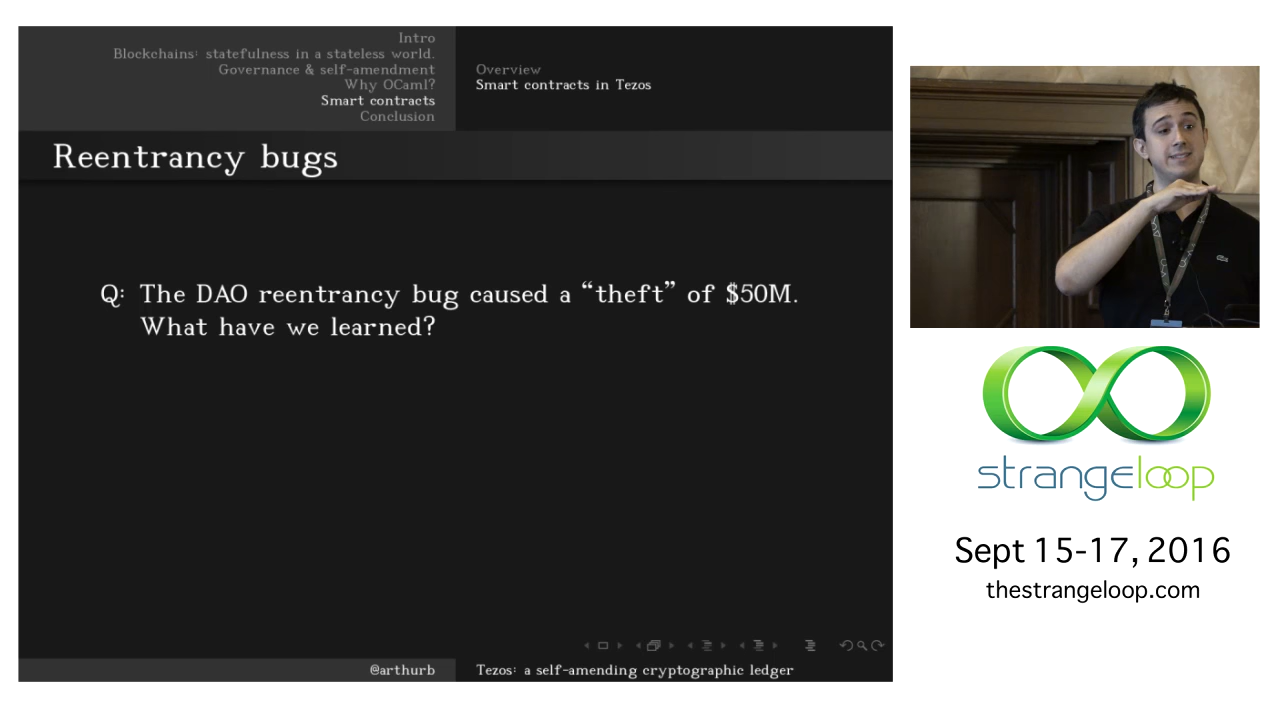 Intro
Blockchains: statefulness in a stateless world.
Governance & self-amendment
Why OCaml?
Smart contracts
Conclusion
Overview
Smart contracts in Tezos
Reentrancy bugs
Q: The DAO reentrancy bug caused a “theft” of $50M.
What have we learned?
@arthurb
Tezos: a self-amending cryptographic ledger
strangeloop
Sept 15-17, 2016
thestrangeloop.com